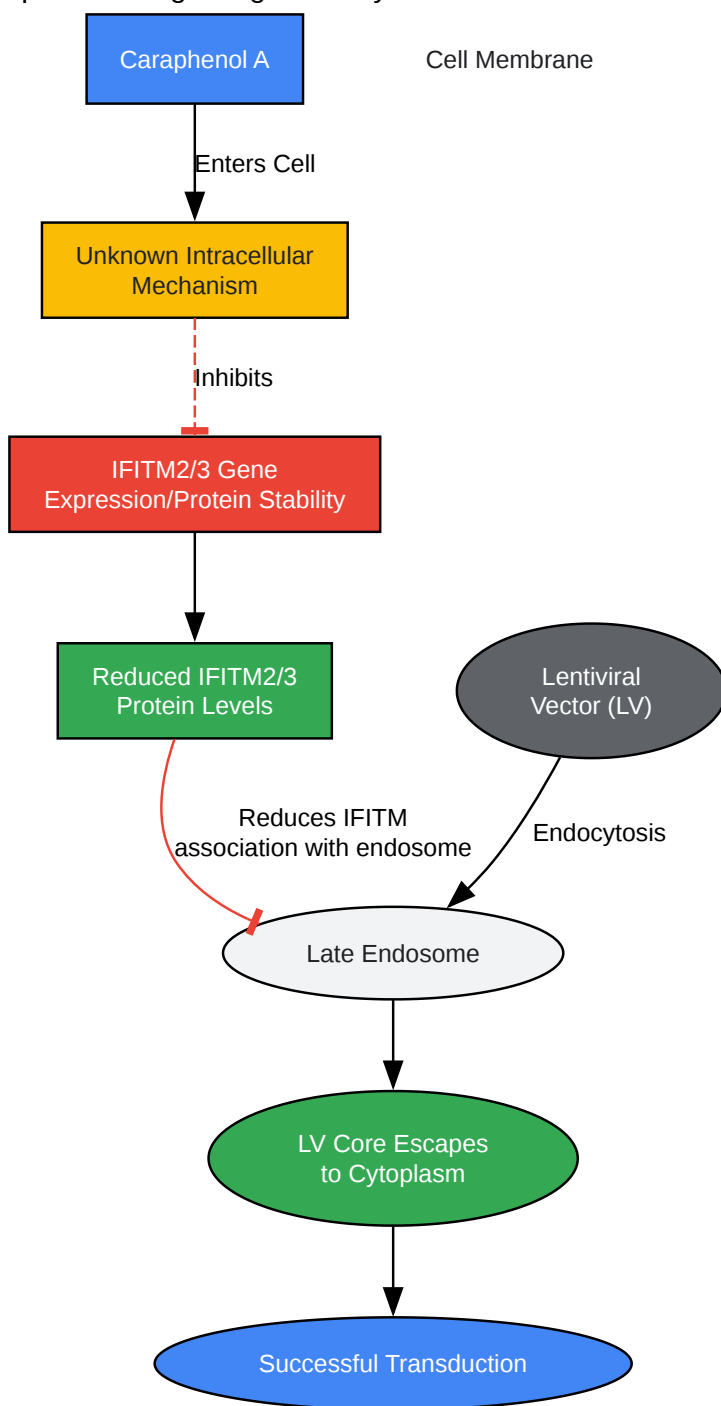 Caraphenol A
Cell Membrane
Enters Cell
Unknown Intracellular
Mechanism
Inhibits
IFITM2/3 Gene
Expression/Protein Stability
Reduced IFITM2/3
Protein Levels
Lentiviral
Vector (LV)
Reduces IFITM
association with endosome
Endocytosis
Late Endosome
LV Core Escapes
to Cytoplasm
Successful Transduction